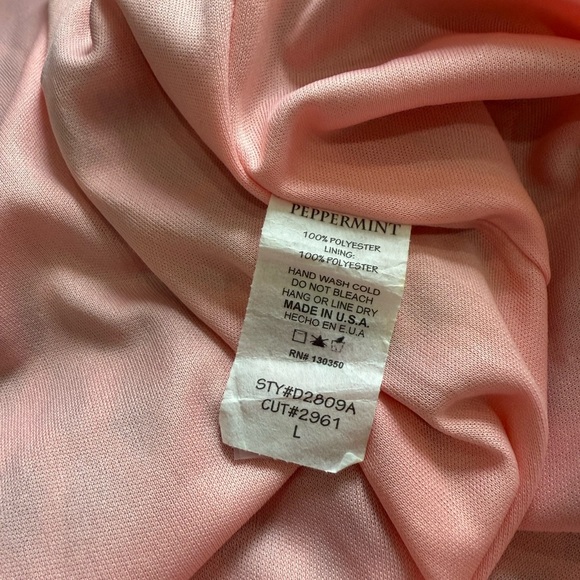 PEPPERMINT
100% POLYESTER
LINING:
100% POLYESTER
HAND WASH COLD
DO NOT BLEACH
HANG OR LINE DRY
MADE IN U.S.A.
HECHO EN E.U.A
RN# 130350
STY#D2809A
CUT#2961
L